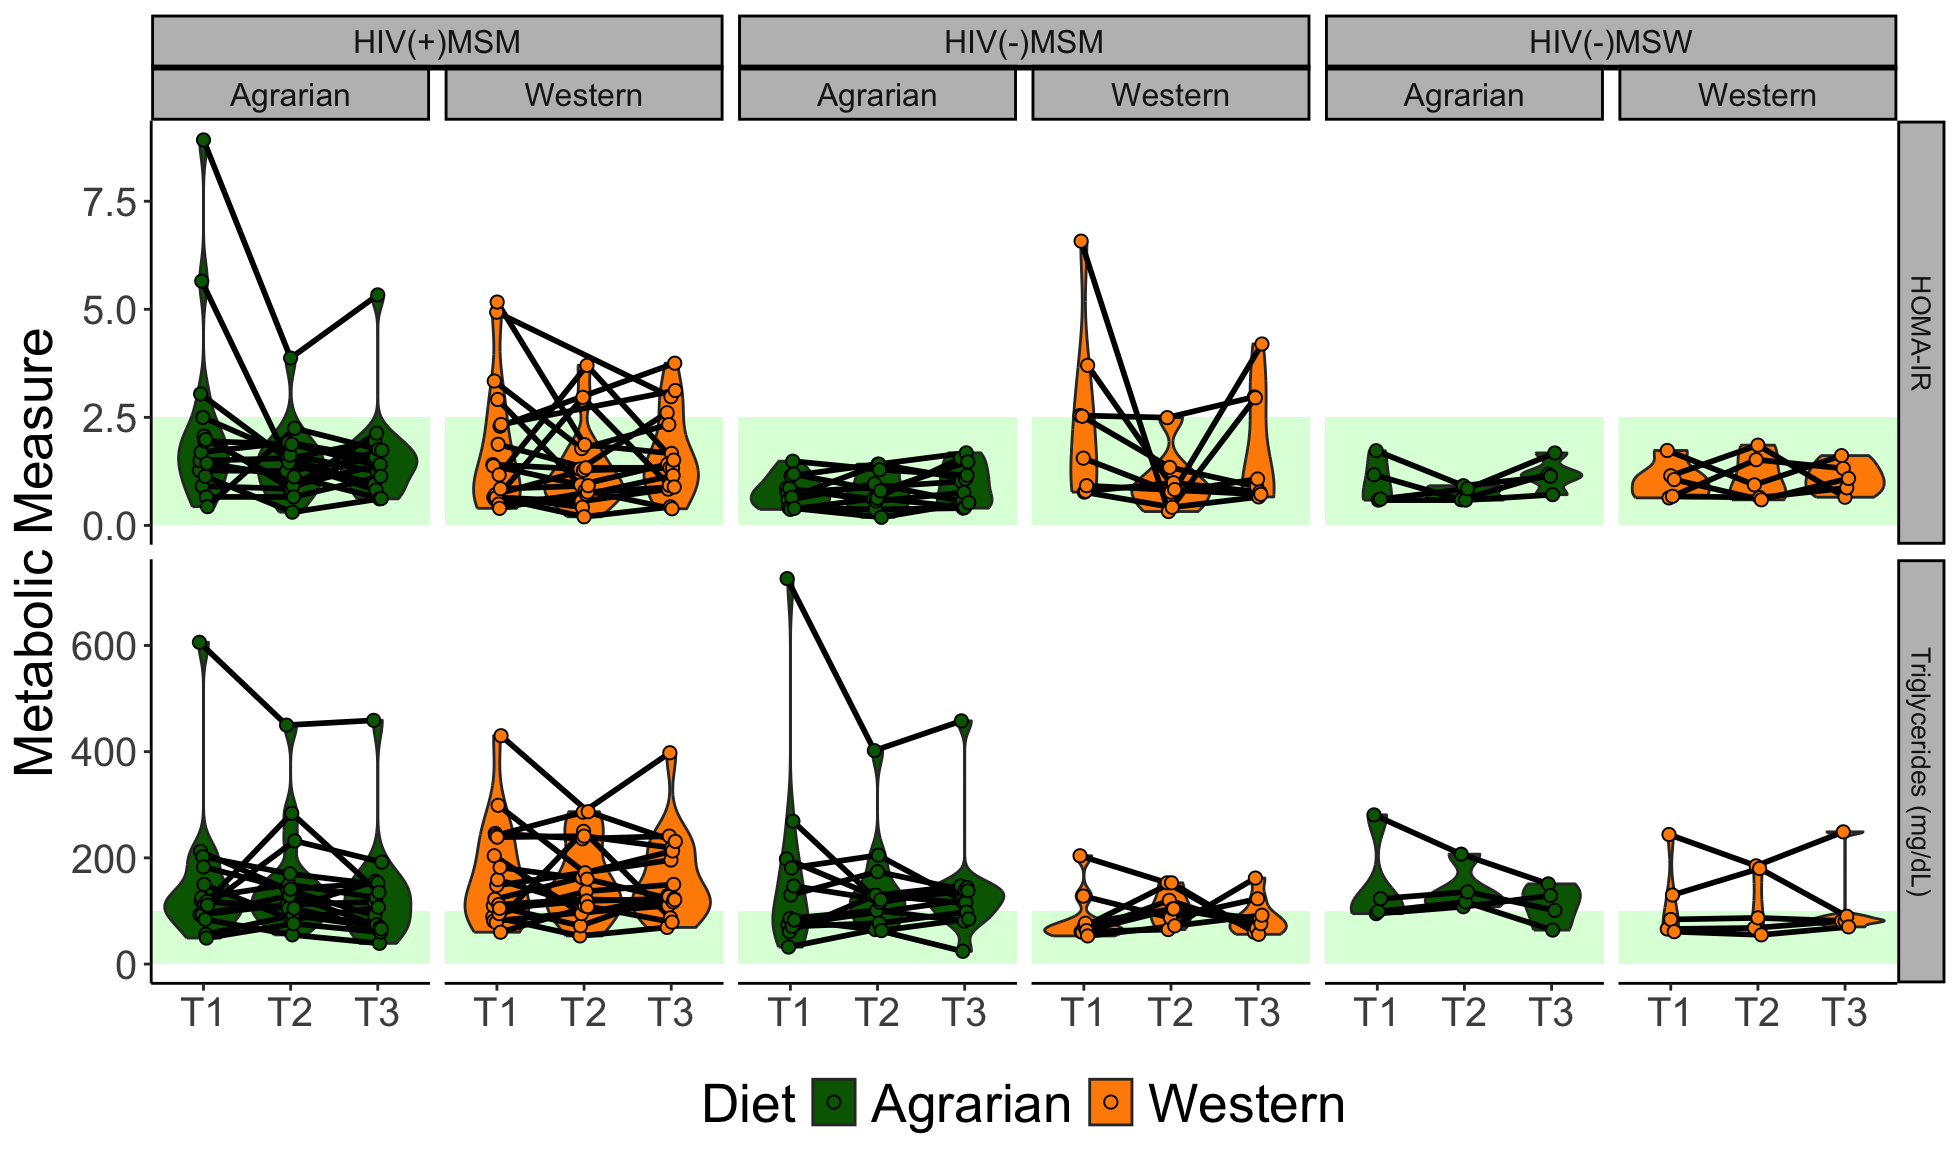 HIV(+)MSM HIV(-)MSM HIV(-)MSW
Agrarian Western Agrarian Western Agrarian Western
Metabolic Measure
7.5
5.0
2.5
0.0
HOMA-IR
600
400
200
0
Triglycerides (mg/dL)
T1 T2 T3 T1 T2 T3 T1 T2 T3 T1 T2 T3 T1 T2 T3 T1 T2 T3
Diet Agrarian Western